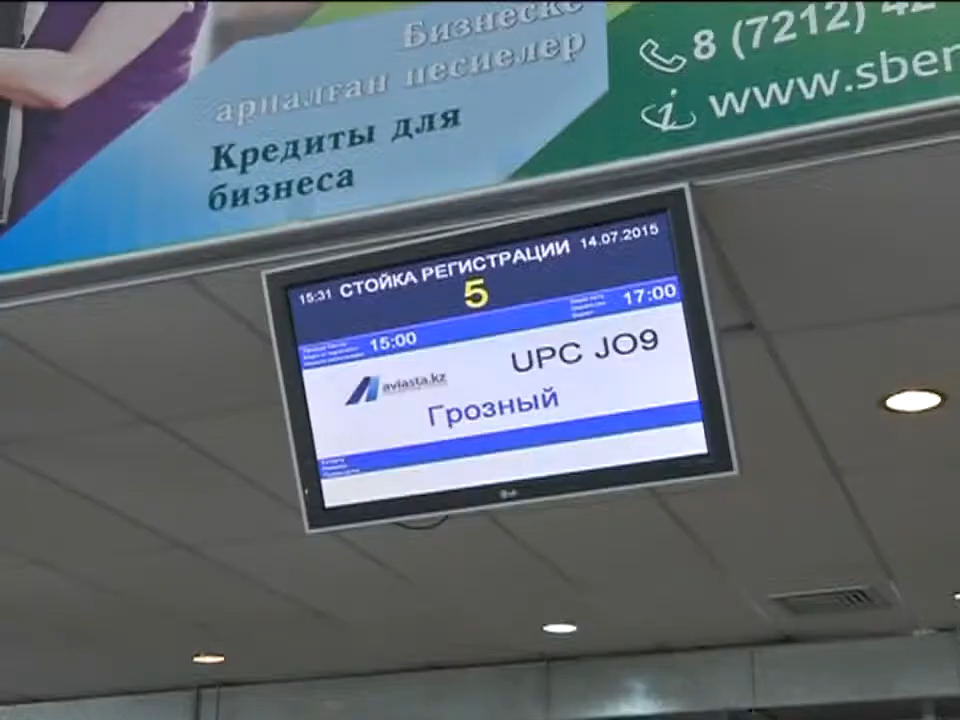 Бизнеске
арналған несиелер
Кредиты для
бизнеса
8 (7212) 42
www.sber
15:31 СТОЙКА РЕГИСТРАЦИИ 14.07.2015
5
15:00
17:00
aviasta.kz
UPC JO9
Грозный
LG